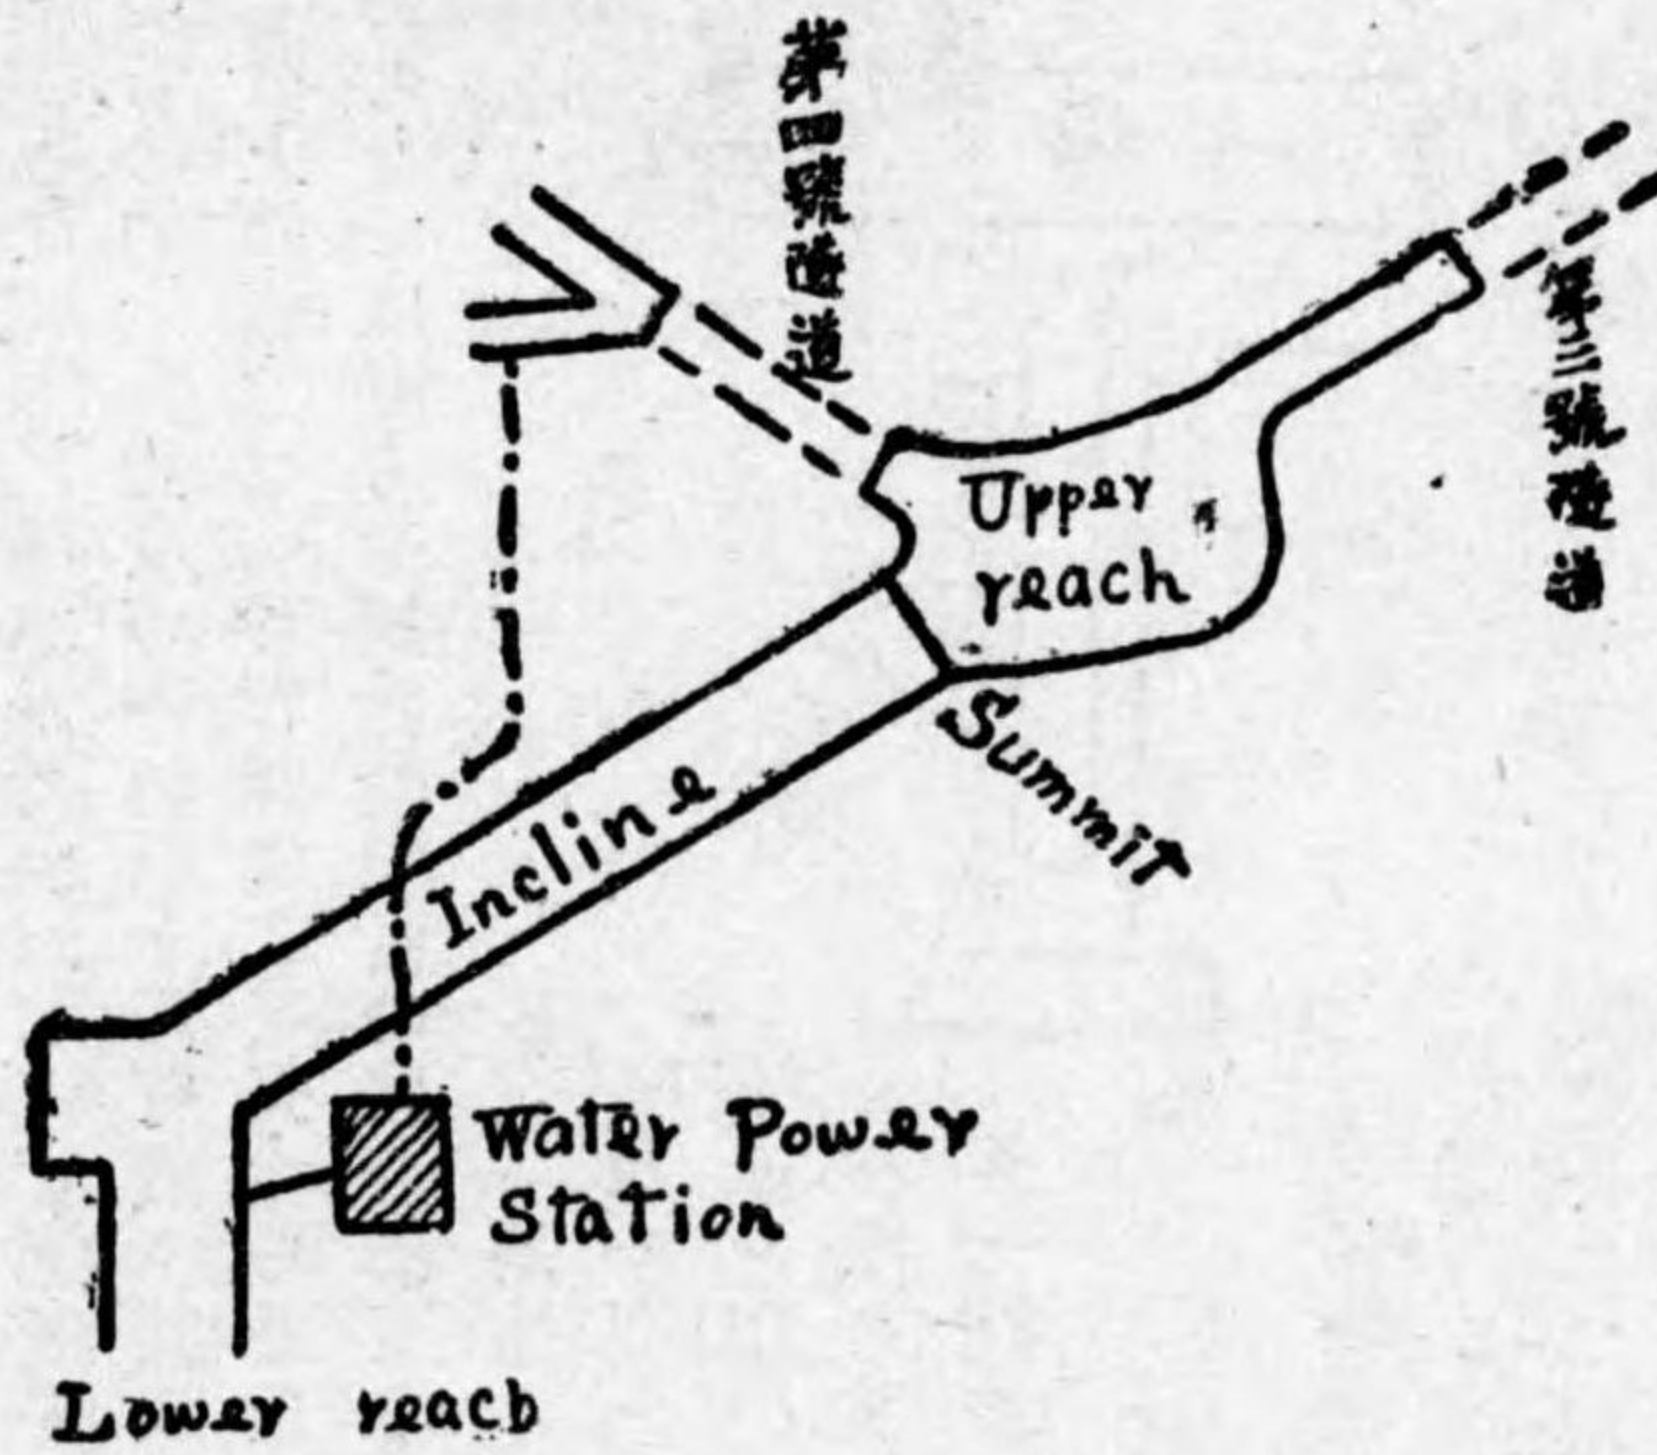 第四號隧道
第三號隧道
Upper
reach
Summit
Incline
Water Power
Station
Lower reach